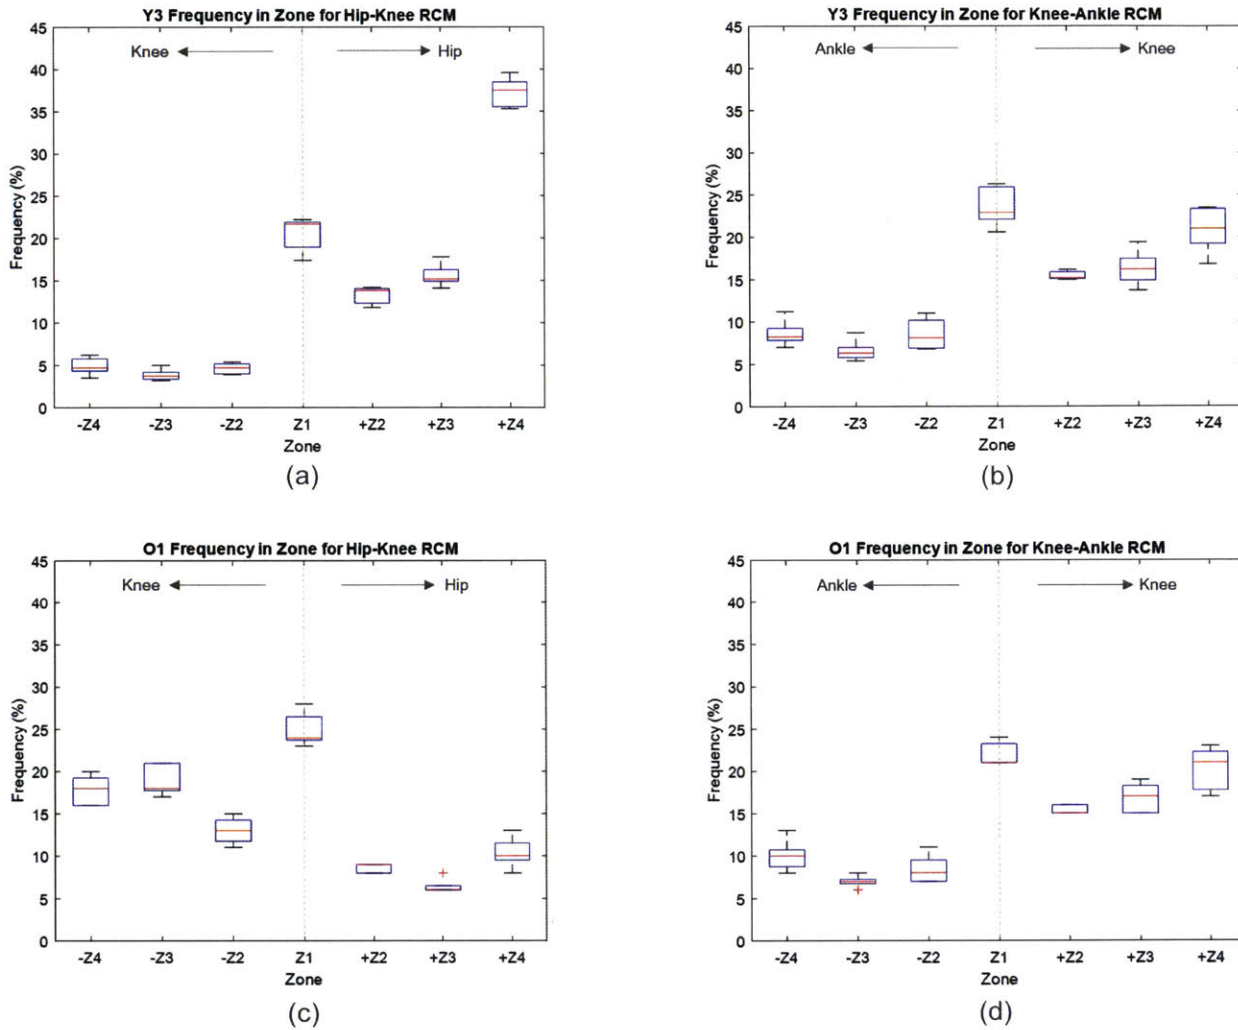 Y3 Frequency in Zone for Hip-Knee RCM
45
40
35
30
25
20
15
10
5
0
Frequency (%)
Knee
Hip
-Z4 -Z3 -Z2 Z1 +Z2 +Z3 +Z4
Zone
(a)
Y3 Frequency in Zone for Knee-Ankle RCM
45
40
35
30
25
20
15
10
5
0
Frequency (%)
Ankle
Knee
-Z4 -Z3 -Z2 Z1 +Z2 +Z3 +Z4
Zone
(b)
O1 Frequency in Zone for Hip-Knee RCM
45
40
35
30
25
20
15
10
5
0
Frequency (%)
Knee
Hip
-Z4 -Z3 -Z2 Z1 +Z2 +Z3 +Z4
Zone
(c)
O1 Frequency in Zone for Knee-Ankle RCM
45
40
35
30
25
20
15
10
5
0
Frequency (%)
Ankle
Knee
-Z4 -Z3 -Z2 Z1 +Z2 +Z3 +Z4
Zone
(d)